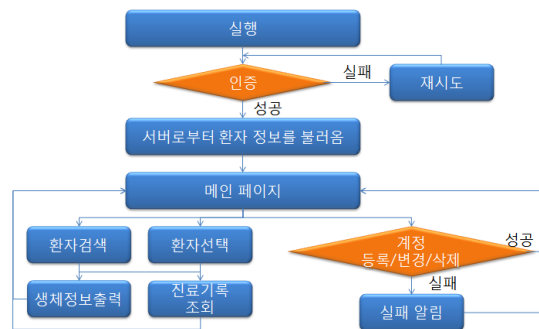 실행
인증
실패
재시도
성공
서버로부터 환자 정보를 불러옴
메인 페이지
환자검색
환자선택
계정
등록/변경/삭제
성공
생체정보출력
진료기록
조회
실패
실패 알림